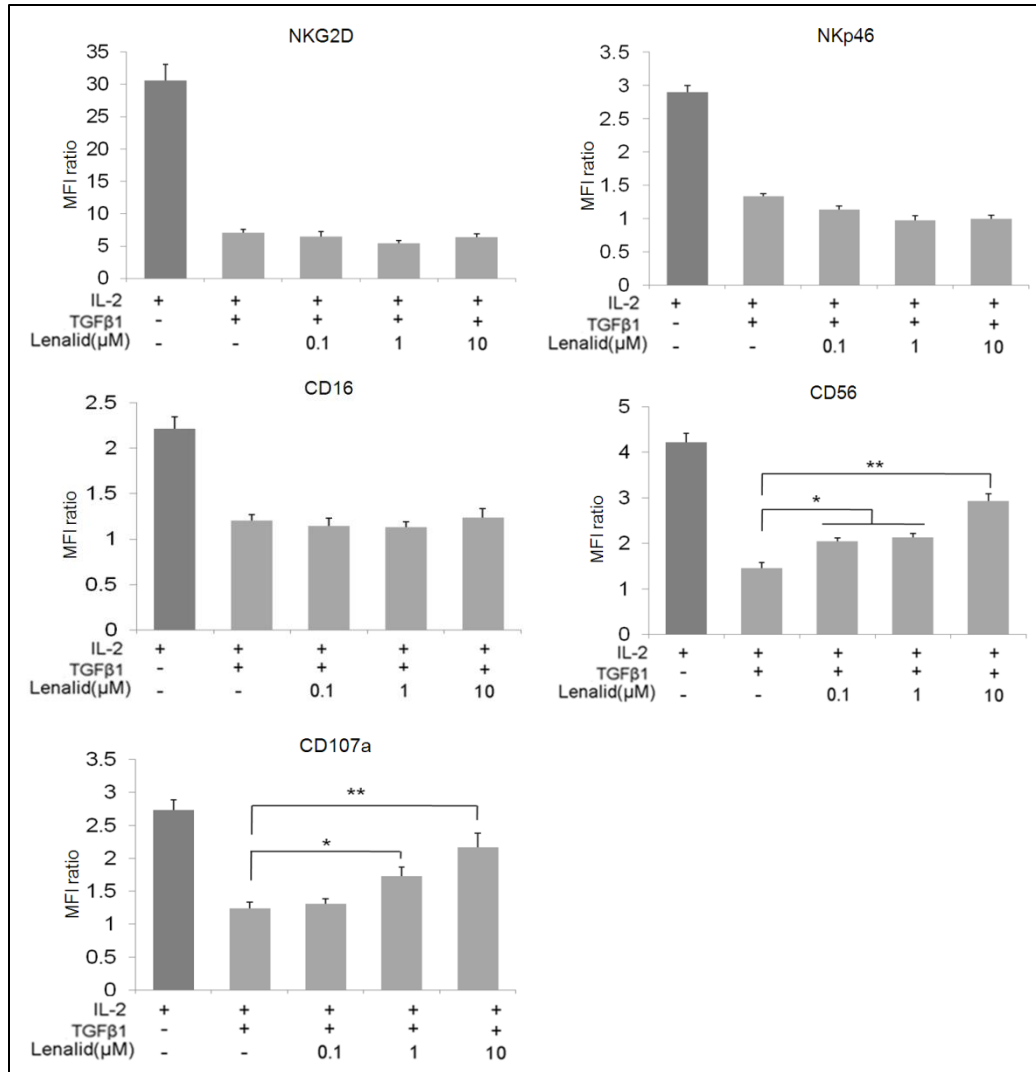 NKG2D
35
30
25
20
15
10
5
0
MFI ratio
IL-2 + + + + +
TGFβ1 - + + + +
Lenalid(µM) - - 0.1 1 10
NKp46
3.5
3
2.5
2
1.5
1
0.5
0
MFI ratio
IL-2 + + + + +
TGFβ1 - + + + +
Lenalid(µM) - - 0.1 1 10
CD16
2.5
2
1.5
1
0.5
0
MFI ratio
IL-2 + + + + +
TGFβ1 - + + + +
Lenalid(µM) - - 0.1 1 10
CD56
5
4
3
2
1
0
MFI ratio
**
*
IL-2 + + + + +
TGFβ1 - + + + +
Lenalid(µM) - - 0.1 1 10
CD107a
3.5
3
2.5
2
1.5
1
0.5
0
MFI ratio
**
*
IL-2 + + + + +
TGFβ1 - + + + +
Lenalid(µM) - - 0.1 1 10